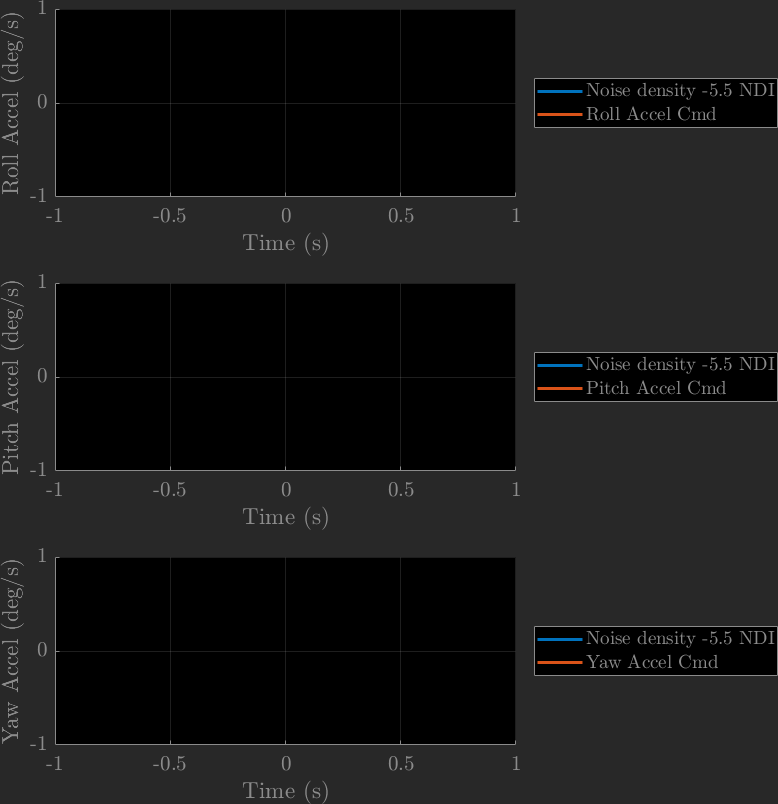 Roll Accel (deg/s)
1
0
-1
-1 -0.5 0 0.5 1
Time (s)
Noise density -5.5 NDI
Roll Accel Cmd
Pitch Accel (deg/s)
1
0
-1
-1 -0.5 0 0.5 1
Time (s)
Noise density -5.5 NDI
Pitch Accel Cmd
Yaw Accel (deg/s)
1
0
-1
-1 -0.5 0 0.5 1
Time (s)
Noise density -5.5 NDI
Yaw Accel Cmd